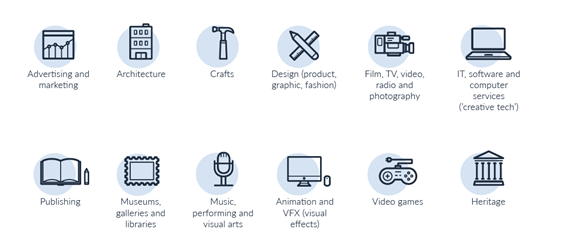 Advertising and
marketing
Architecture
Crafts
Design (product,
graphic, fashion)
Film, TV, video,
radio and
photography
IT, software and
computer
services
('creative tech')
Publishing
Museums,
galleries and
libraries
Music,
performing and
visual arts
Animation and
VFX (visual
effects)
Video games
Heritage